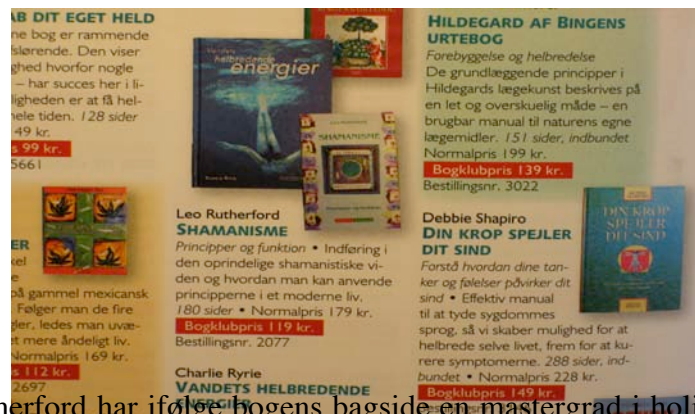 AB DIT EGET HELD
ne bog er rammende
fslørende. Den viser
ghed hvorfor nogle
– har succes her i li-
ligheden er at få hel-
hele tiden. 128 sider
49 kr.
s 99 kr.
5661
ER
kel
e
på gammel mexicansk
Følger man de fire
gler, ledes man uvæ-
t mere åndeligt liv.
Normalpris 169 kr.
s 112 kr.
2697
Vandets
helbredende
energier
SHAMANISME
Leo Rutherford
SHAMANISME
Principper og funktion • Indføring i
den oprindelige shamanistiske vi-
den og hvordan man kan anvende
principperne i et moderne liv.
180 sider • Normalpris 179 kr.
Bogklubpris 119 kr.
Bestillingsnr. 2077
Charlie Ryrie
VANDETS HELBREDENDE
ENERGIER
HILDEGARD AF BINGENS
URTEBOG
Forebyggelse og helbredelse
De grundlæggende principper i
Hildegards lægekunst beskrives på
en let og overskuelig måde – en
brugbar manual til naturens egne
lægemidler. 151 sider, indbundet
Normalpris 199 kr.
Bogklubpris 139 kr.
Bestillingsnr. 3022
Debbie Shapiro
DIN KROP SPEJLER
DIT SIND
Forstå hvordan dine tan-
ker og følelser påvirker dit
sind • Effektiv manual
til at tyde sygdommes
sprog, så vi skaber mulighed for at
helbrede selve livet, frem for at ku-
rere symptomerne. 288 sider, ind-
bundet • Normalpris 228 kr.
Bogklubpris 149 kr.
DIN KROP
SPEJLER
DIT SIND
herford har ifølge bogens bagside en mastergrad i hol